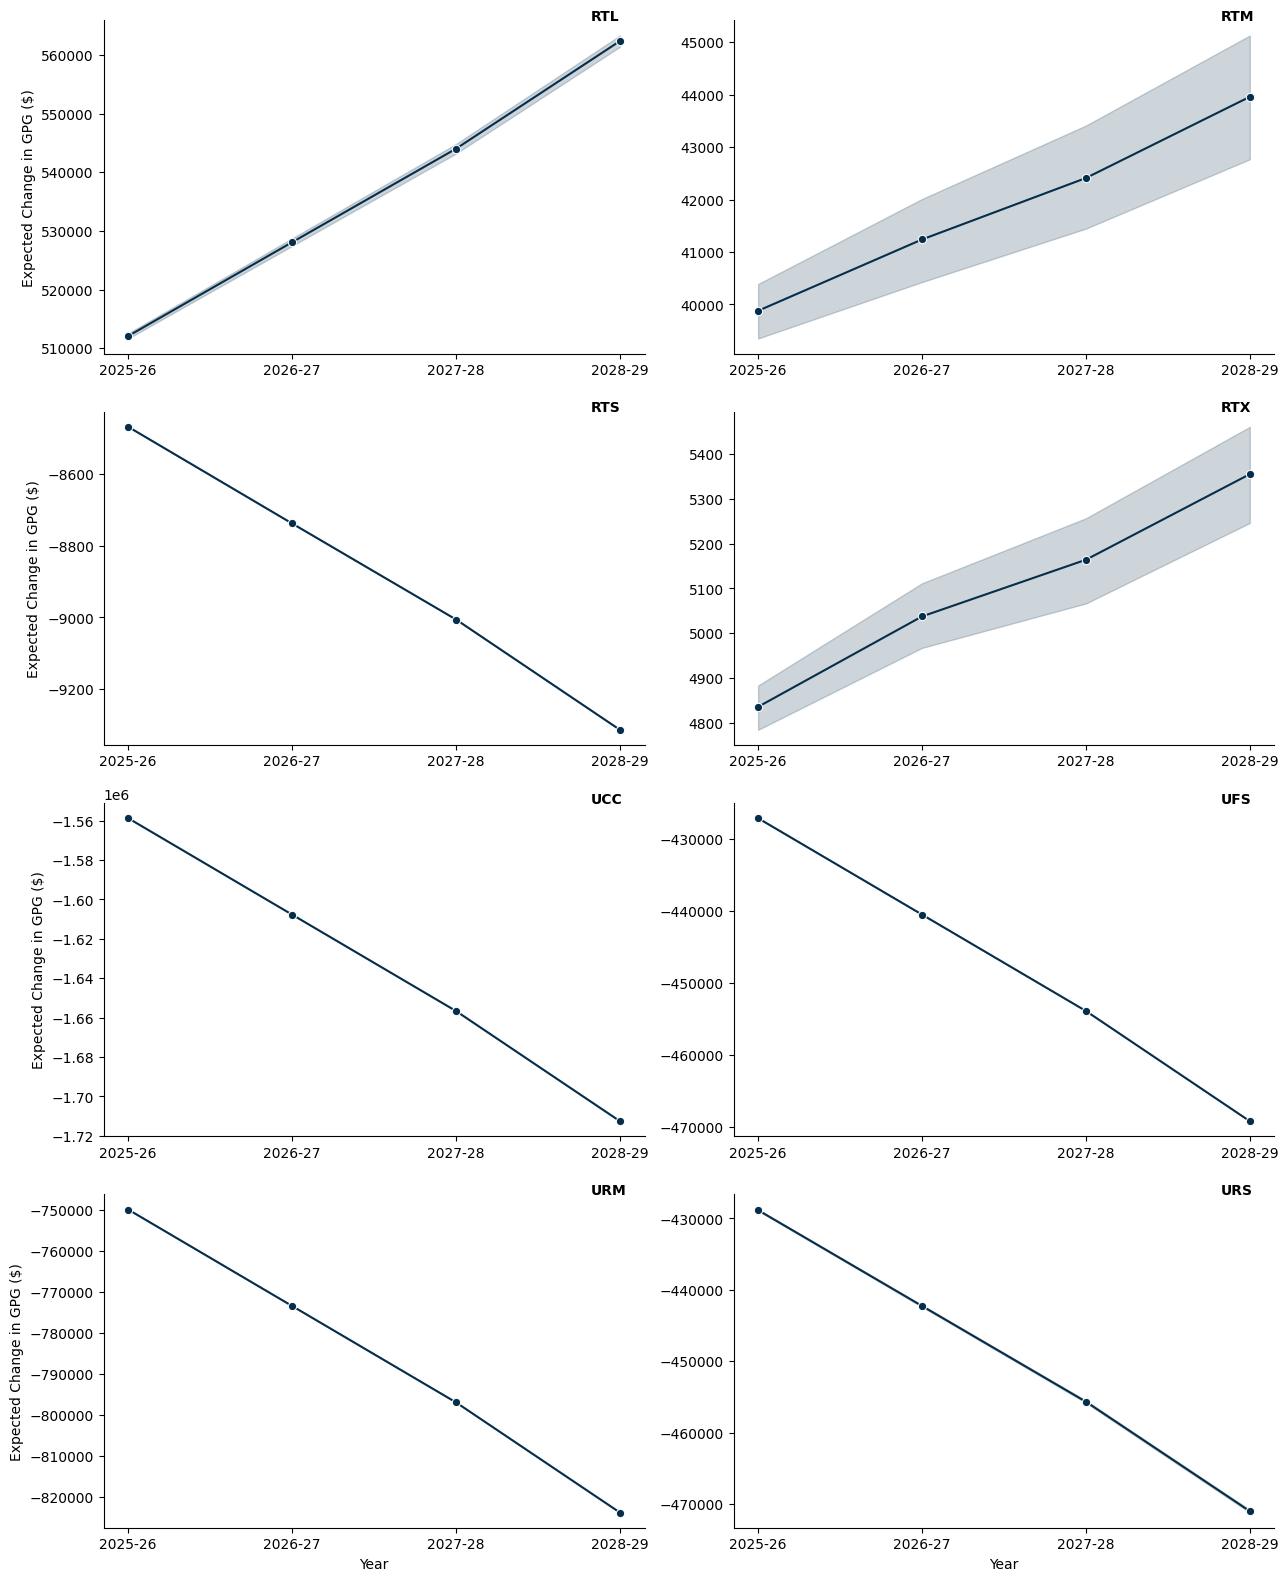 RTL
Expected Change in GPG ($)
560000
550000
540000
530000
520000
510000
2025-26 2026-27 2027-28 2028-29
RTM
45000
44000
43000
42000
41000
40000
2025-26 2026-27 2027-28 2028-29
RTS
Expected Change in GPG ($)
−8600
−8800
−9000
−9200
2025-26 2026-27 2027-28 2028-29
RTX
5400
5300
5200
5100
5000
4900
4800
2025-26 2026-27 2027-28 2028-29
1e6
UCC
Expected Change in GPG ($)
−1.56
−1.58
−1.60
−1.62
−1.64
−1.66
−1.68
−1.70
−1.72
2025-26 2026-27 2027-28 2028-29
UFS
−430000
−440000
−450000
−460000
−470000
2025-26 2026-27 2027-28 2028-29
URM
Expected Change in GPG ($)
−750000
−760000
−770000
−780000
−790000
−800000
−810000
−820000
2025-26 2026-27 2027-28 2028-29
Year
URS
−430000
−440000
−450000
−460000
−470000
2025-26 2026-27 2027-28 2028-29
Year